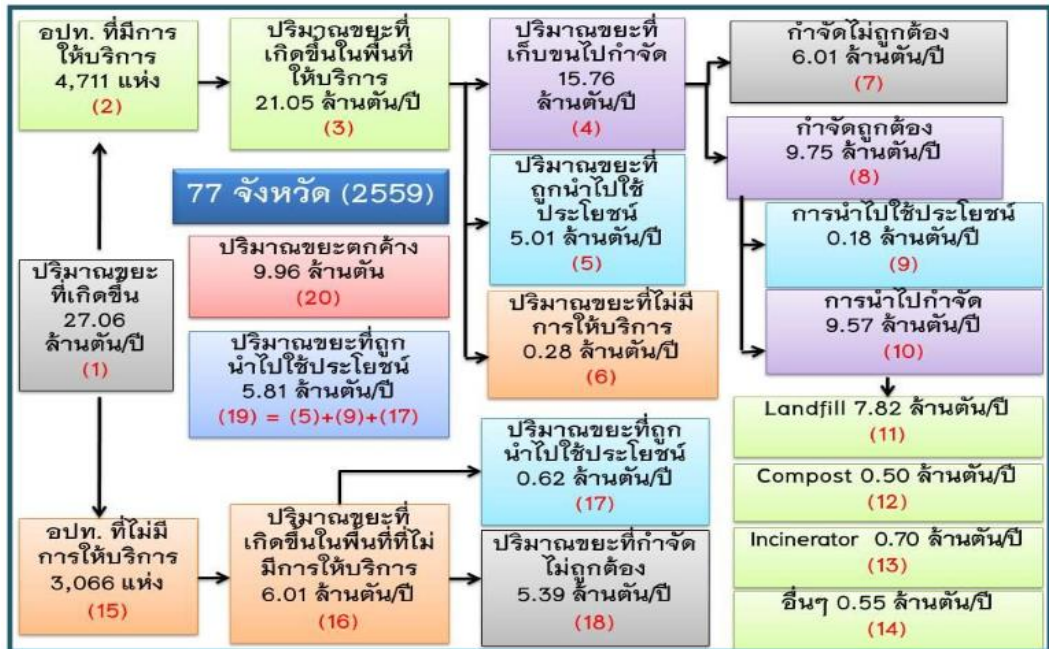 อปท. ที่มีการ
ให้บริการ
4,711 แห่ง
(2)
ปริมาณขยะที่
เกิดขึ้นในพื้นที่
ให้บริการ
21.05 ล้านตัน/ปี
(3)
ปริมาณขยะที่
เก็บขนไปกำจัด
15.76
ล้านตัน/ปี
(4)
กำจัดไม่ถูกต้อง
6.01 ล้านตัน/ปี
(7)
กำจัดถูกต้อง
9.75 ล้านตัน/ปี
(8)
77 จังหวัด (2559)
ปริมาณขยะที่
ถูกนำไปใช้
ประโยชน์
5.01 ล้านตัน/ปี
(5)
การนำไปใช้ประโยชน์
0.18 ล้านตัน/ปี
(9)
ปริมาณขยะ
ที่เกิดขึ้น
27.06
ล้านตัน/ปี
(1)
ปริมาณขยะตกค้าง
9.96 ล้านตัน
(20)
ปริมาณขยะที่ไม่มี
การให้บริการ
0.28 ล้านตัน/ปี
(6)
การนำไปกำจัด
9.57 ล้านตัน/ปี
(10)
ปริมาณขยะที่ถูก
นำไปใช้ประโยชน์
5.81 ล้านตัน/ปี
(19) = (5)+(9)+(17)
Landfill 7.82 ล้านตัน/ปี
(11)
ปริมาณขยะที่ถูก
นำไปใช้ประโยชน์
0.62 ล้านตัน/ปี
(17)
Compost 0.50 ล้านตัน/ปี
(12)
อปท. ที่ไม่มี
การให้บริการ
3,066 แห่ง
(15)
ปริมาณขยะที่
เกิดขึ้นในพื้นที่ที่ไม่
มีการให้บริการ
6.01 ล้านตัน/ปี
(16)
ปริมาณขยะที่กำจัด
ไม่ถูกต้อง
5.39 ล้านตัน/ปี
(18)
Incinerator 0.70 ล้านตัน/ปี
(13)
อื่นๆ 0.55 ล้านตัน/ปี
(14)